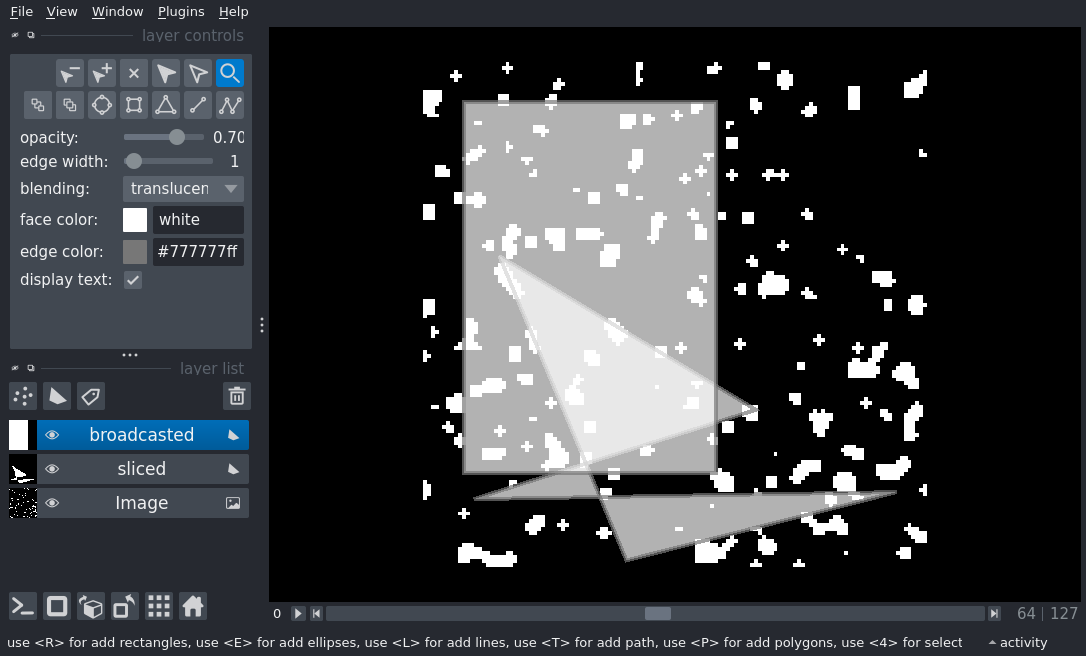 File View Window Plugins Help
layer controls
opacity: 0.70
edge width: 1
blending: translucen
face color: white
edge color: #777777ff
display text:
layer list
broadcasted
sliced
Image
0 64 | 127
use <R> for add rectangles, use <E> for add ellipses, use <L> for add lines, use <T> for add path, use <P> for add polygons, use <4> for select activity